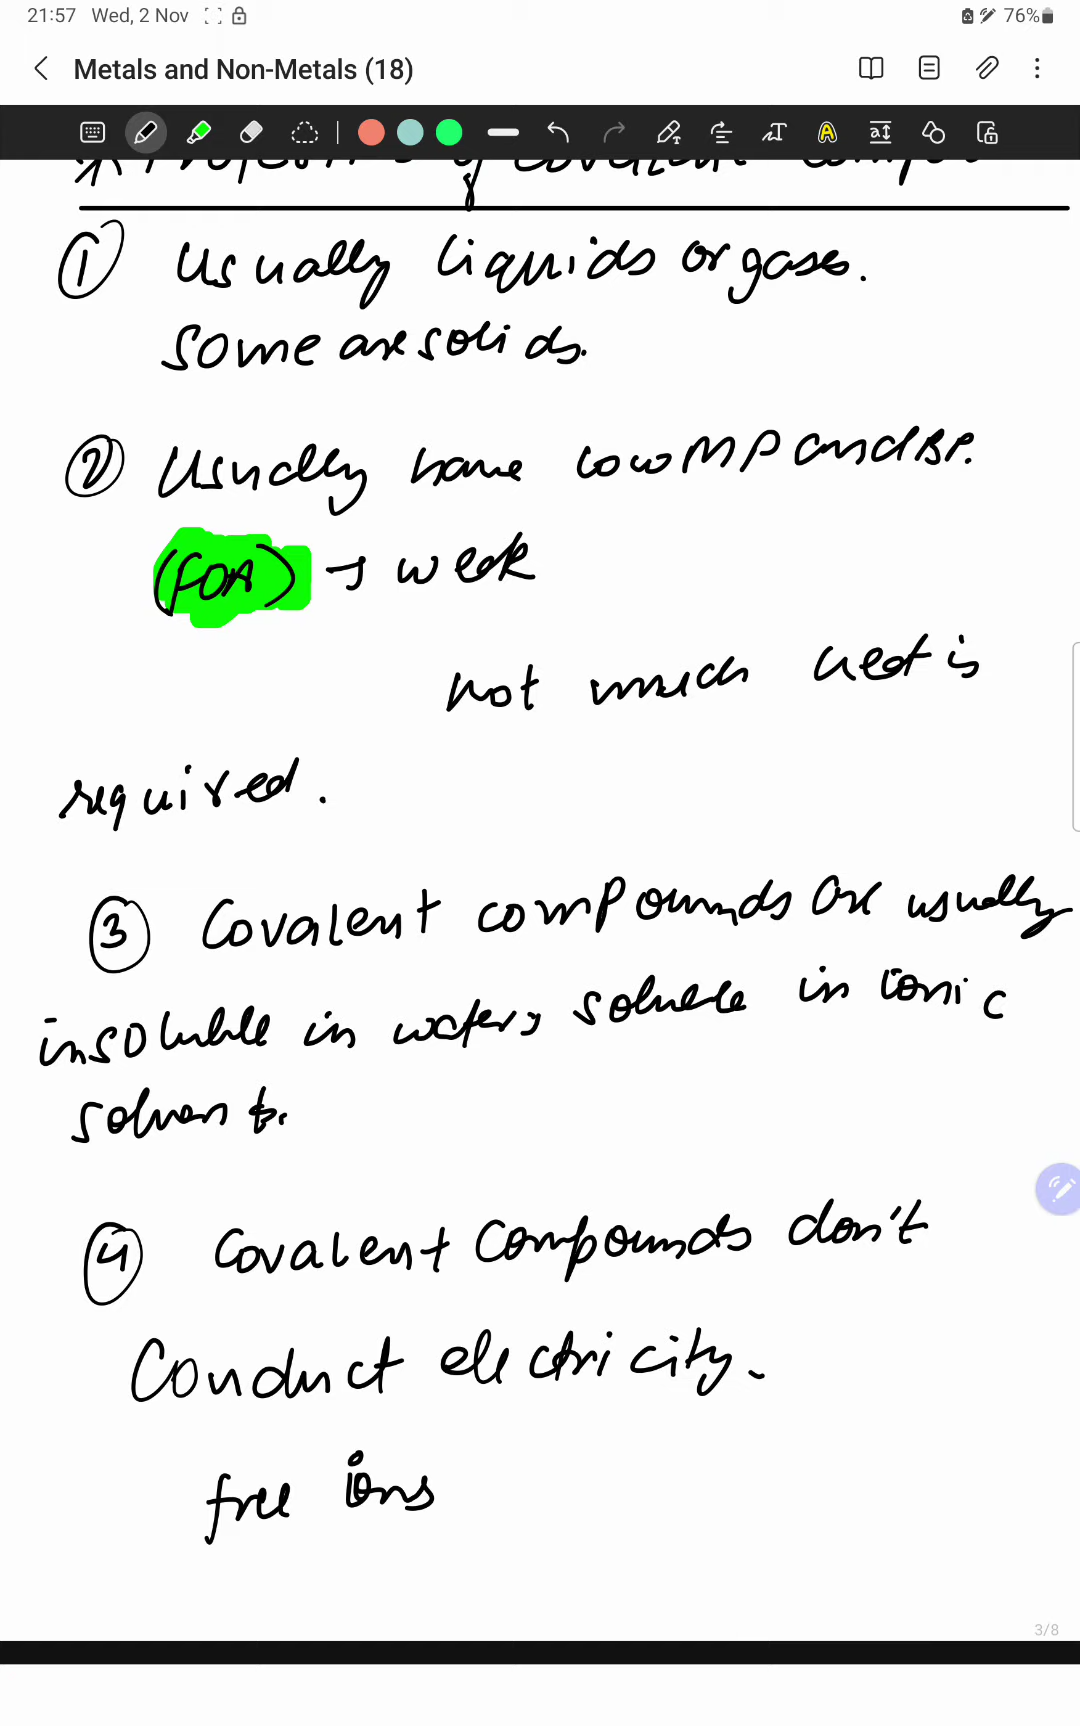 21:57 Wed, 2 Nov 76%
Metals and Non-Metals (18)
of covalent
① Usually liquids or gases.
Some are solids.
② Usually have low MP and BP.
(FOA) → weak
not much heat is
required.
③ Covalent compounds are usually
insoluble in water, soluble in ionic
solvents.
④ Covalent compounds don't
Conduct electricity.
free ions
3/8